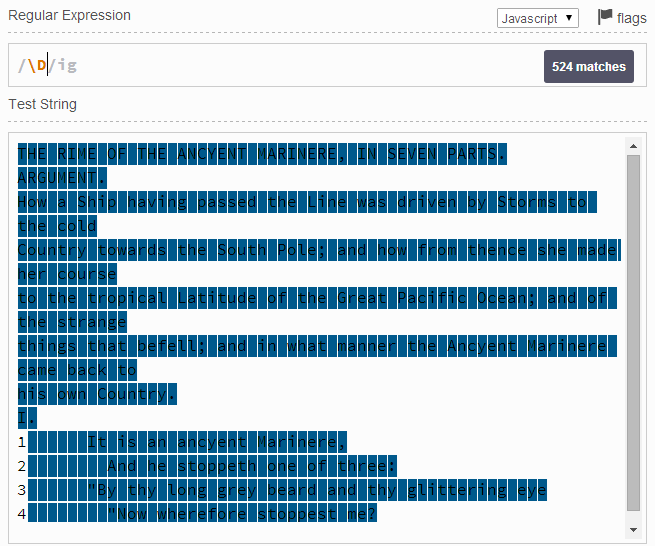 Regular Expression
Javascript ▼
flags
/\D/ig
524 matches
Test String
THE RIME OF THE ANCYENT MARINERE, IN SEVEN PARTS.
ARGUMENT.
How a Ship having passed the Line was driven by Storms to
the cold
Country towards the South Pole; and how from thence she made
her course
to the tropical Latitude of the Great Pacific Ocean; and of
the strange
things that befell; and in what manner the Ancyent Marinere
came back to
his own Country.
I.
1      It is an ancyent Marinere,
2        And he stoppeth one of three:
3      "By thy long grey beard and thy glittering eye
4        "Now wherefore stoppest me?